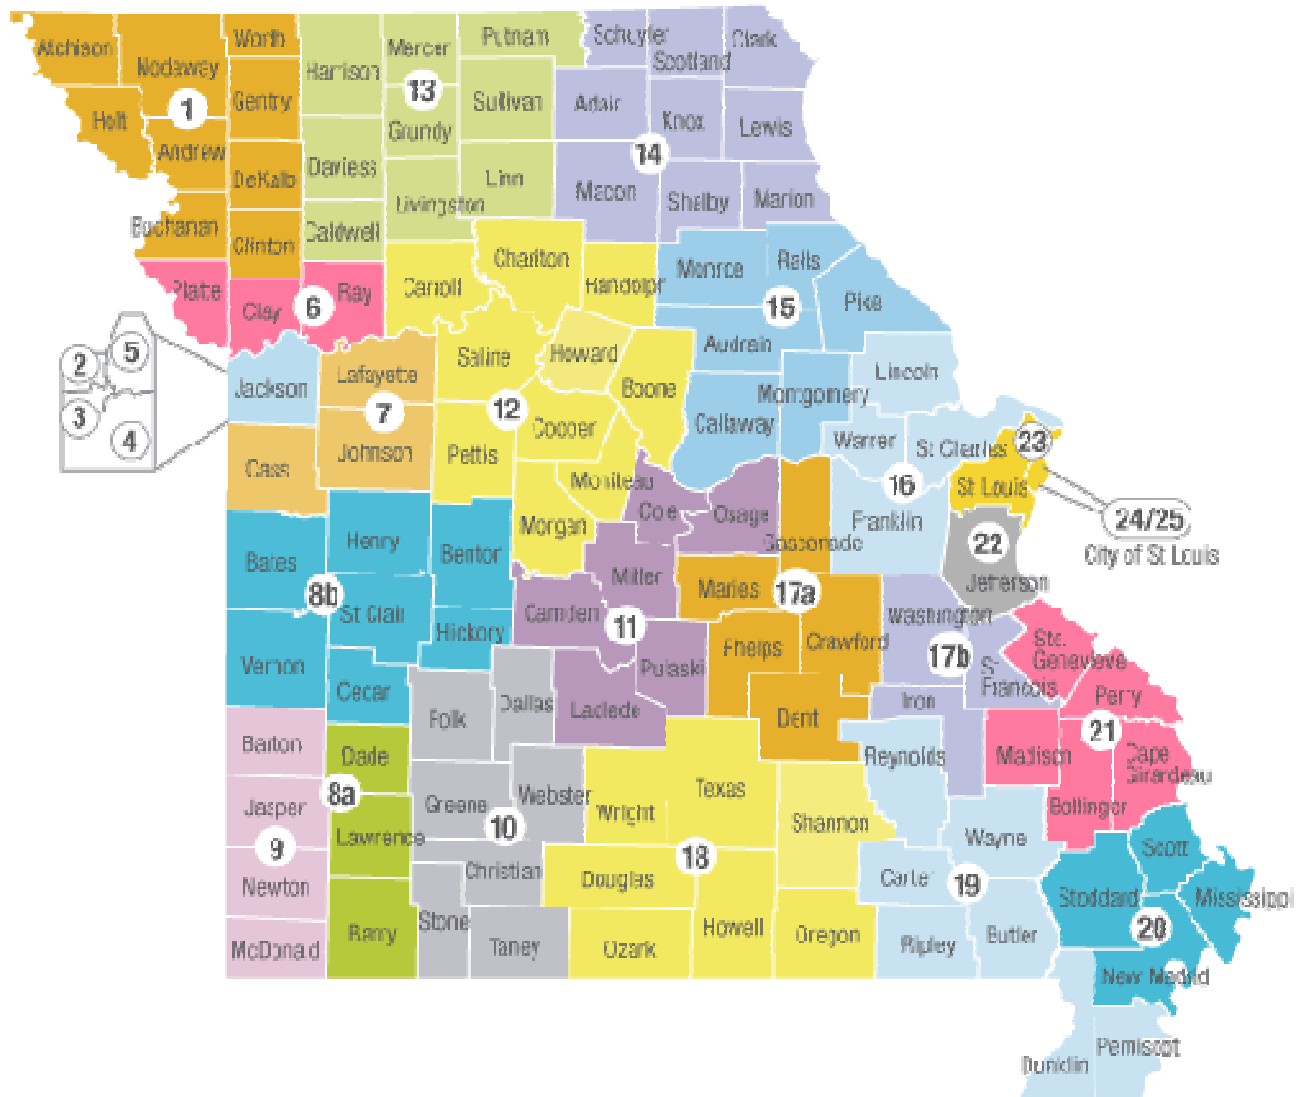 Atchison
Nodaway
Worth
Harrison
Mercer
Putnam
Schuyler
Scotland
Clark
Holt
1
Gentry
13
Grundy
Sullivan
Adair
Knox
Lewis
Andrew
DeKalb
Daviess
Livingston
Linn
14
Macon
Shelby
Marion
Buchanan
Clinton
Caldwell
Platte
Clay
6
Ray
Carroll
Chariton
Randolph
Monroe
Ralls
15
Pike
2
5
3
4
Jackson
Lafayette
7
Johnson
Cass
Saline
Howard
Boone
12
Cooper
Pettis
Moniteau
Morgan
Audrain
Montgomery
Callaway
Lincoln
Warren
St Charles
16
Franklin
23
St Louis
24/25
City of St Louis
22
Jefferson
Bates
Henry
Benton
8b
St Clair
Hickory
Vernon
Cedar
Cole
Osage
Miller
Camden
11
Pulaski
Laclede
Gasconade
Maries
17a
Phelps
Crawford
Dent
Washington
17b
St
Francois
Iron
Reynolds
Ste.
Genevieve
Perry
21
Madison
Cape
Girardeau
Bollinger
Barton
Jasper
9
Newton
McDonald
Dade
8a
Lawrence
Barry
Polk
Dallas
Greene
Webster
10
Christian
Stone
Taney
Texas
Wright
Shannon
18
Douglas
Ozark
Howell
Oregon
Wayne
Carter
19
Ripley
Butler
Scott
Stoddard
Mississippi
20
New Madrid
Dunklin
Pemiscot